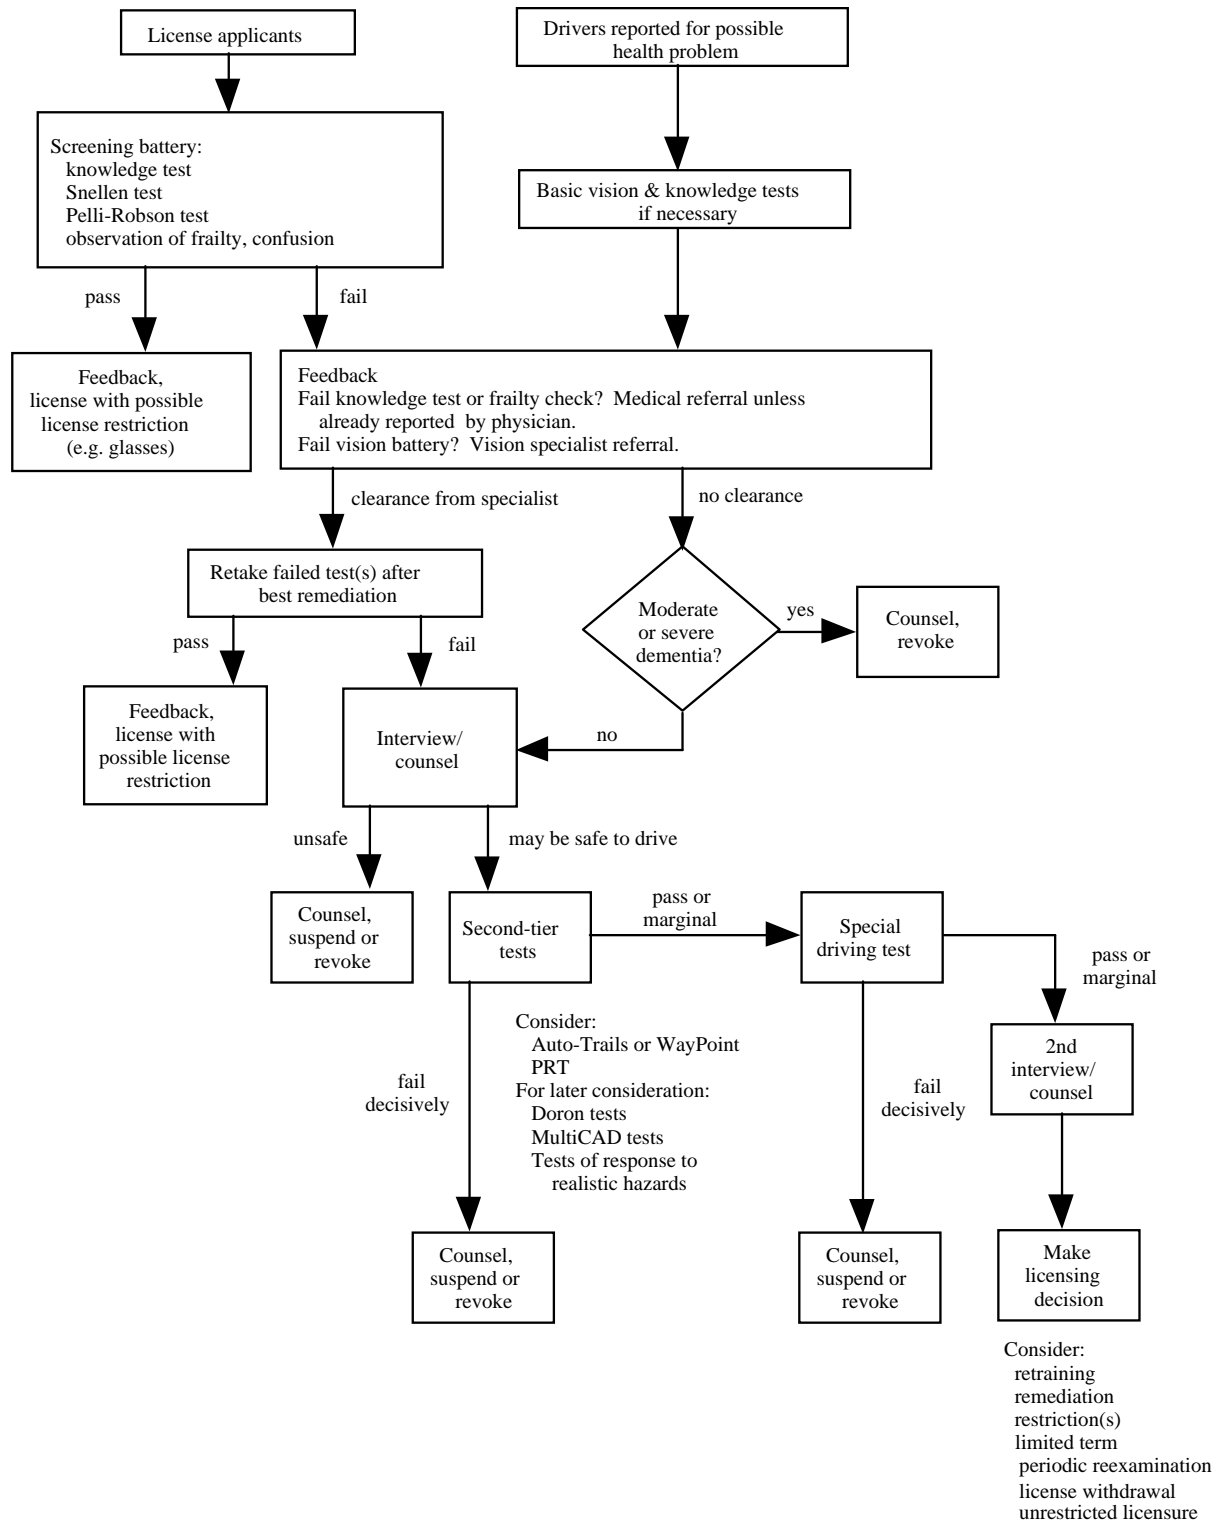 License applicants
Drivers reported for possible
health problem
Screening battery:
knowledge test
Snellen test
Pelli-Robson test
observation of frailty, confusion
Basic vision & knowledge tests
if necessary
pass
fail
Feedback,
license with possible
license restriction
(e.g. glasses)
Feedback
Fail knowledge test or frailty check?  Medical referral unless
already reported  by physician.
Fail vision battery?  Vision specialist referral.
clearance from specialist
no clearance
Retake failed test(s) after
best remediation
Moderate
or severe
dementia?
yes
Counsel,
revoke
pass
fail
Feedback,
license with
possible license
restriction
Interview/
counsel
no
unsafe
may be safe to drive
Counsel,
suspend or
revoke
Second-tier
tests
pass or
marginal
Special
driving test
pass or
marginal
Consider:
Auto-Trails or WayPoint
PRT
For later consideration:
Doron tests
MultiCAD tests
Tests of response to
realistic hazards
fail
decisively
fail
decisively
2nd
interview/
counsel
Counsel,
suspend or
revoke
Counsel,
suspend or
revoke
Make
licensing
decision
Consider:
retraining
remediation
restriction(s)
limited term
periodic reexamination
license withdrawal
unrestricted licensure